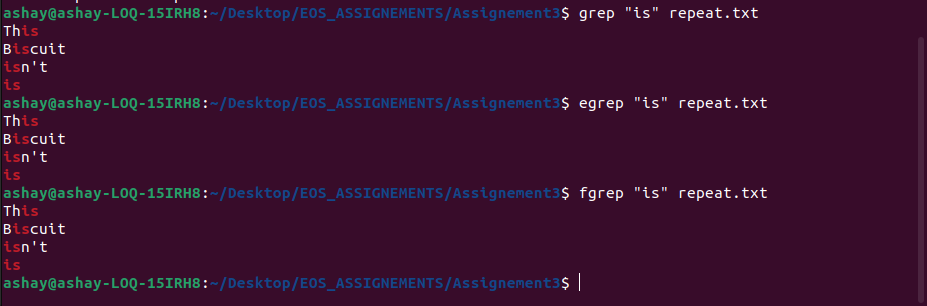 ashay@ashay-LOQ-15IRH8:~/Desktop/EOS_ASSIGNEMENTS/Assignement3$ grep "is" repeat.txt
This
Biscuit
isn't
is
ashay@ashay-LOQ-15IRH8:~/Desktop/EOS_ASSIGNEMENTS/Assignement3$ egrep "is" repeat.txt
This
Biscuit
isn't
is
ashay@ashay-LOQ-15IRH8:~/Desktop/EOS_ASSIGNEMENTS/Assignement3$ fgrep "is" repeat.txt
This
Biscuit
isn't
is
ashay@ashay-LOQ-15IRH8:~/Desktop/EOS_ASSIGNEMENTS/Assignement3$